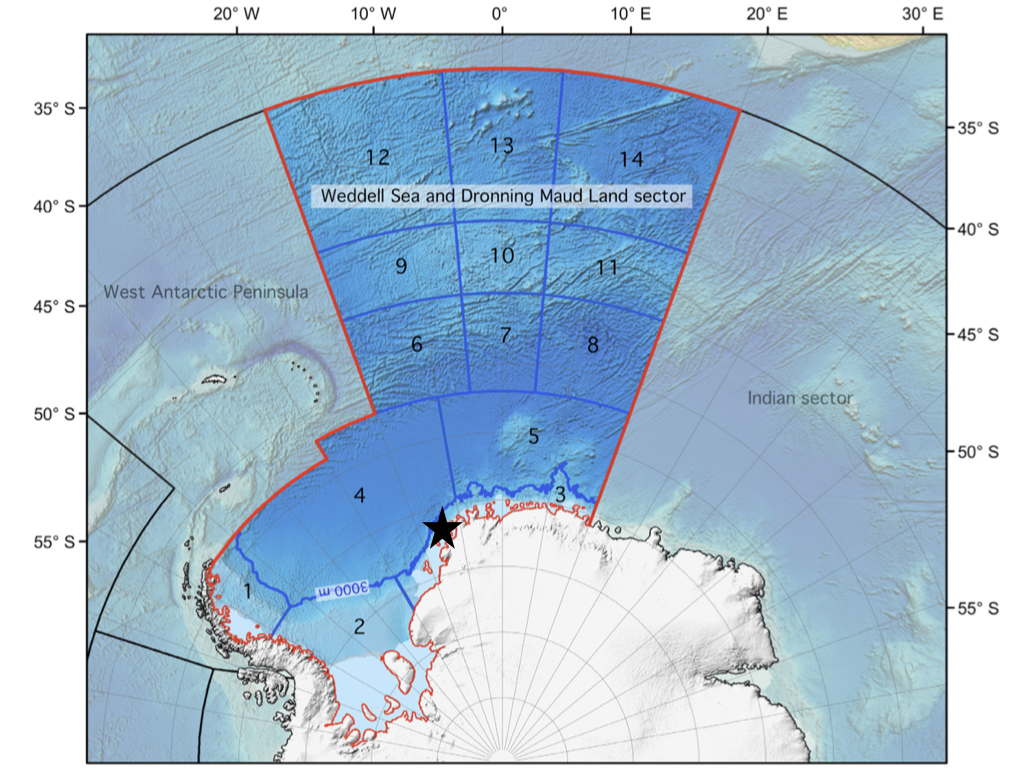 20° W 10° W 0° 10° E 20° E 30° E
35° S
35° S
12 13 14
Weddell Sea and Dronning Maud Land sector
40° S
40° S
9 10 11
West Antarctic Peninsula
45° S
45° S
6 7 8
Indian sector
50° S
50° S
5
4 3
55° S
3000 m
1
55° S
2